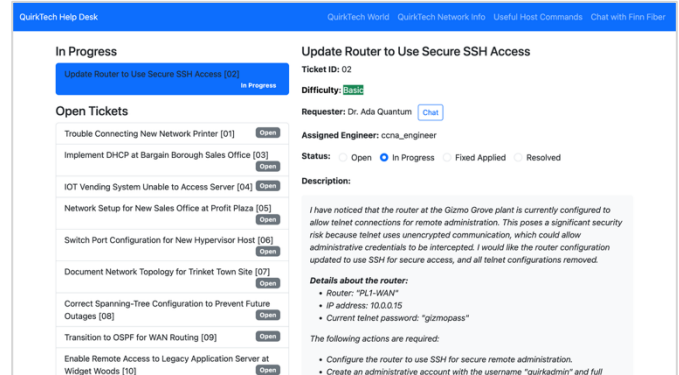 QuirkTech Help Desk
QuirkTech World QuirkTech Network Info Useful Host Commands Chat with Finn Fiber
In Progress
Update Router to Use Secure SSH Access [02]
In Progress
Open Tickets
Trouble Connecting New Network Printer [01] Open
Implement DHCP at Bargain Borough Sales Office [03]
Open
IOT Vending System Unable to Access Server [04] Open
Network Setup for New Sales Office at Profit Plaza [05]
Open
Switch Port Configuration for New Hypervisor Host [06]
Open
Document Network Topology for Trinket Town Site [07]
Open
Correct Spanning-Tree Configuration to Prevent Future
Outages [08] Open
Transition to OSPF for WAN Routing [09] Open
Enable Remote Access to Legacy Application Server at
Widget Woods [10] Open
Update Router to Use Secure SSH Access
Ticket ID: 02
Difficulty: Basic
Requester: Dr. Ada Quantum Chat
Assigned Engineer: ccna_engineer
Status: Open In Progress Fixed Applied Resolved
Description:
I have noticed that the router at the Gizmo Grove plant is currently configured to
allow telnet connections for remote administration. This poses a significant security
risk because telnet uses unencrypted communication, which could allow
administrative credentials to be intercepted. I would like the router configuration
updated to use SSH for secure access, and all telnet configurations removed.
Details about the router:
• Router: "PL1-WAN"
• IP address: 10.0.0.15
• Current telnet password: "gizmopass"
The following actions are required:
• Configure the router to use SSH for secure remote administration.
• Create an administrative account with the username "quirkadmin" and full